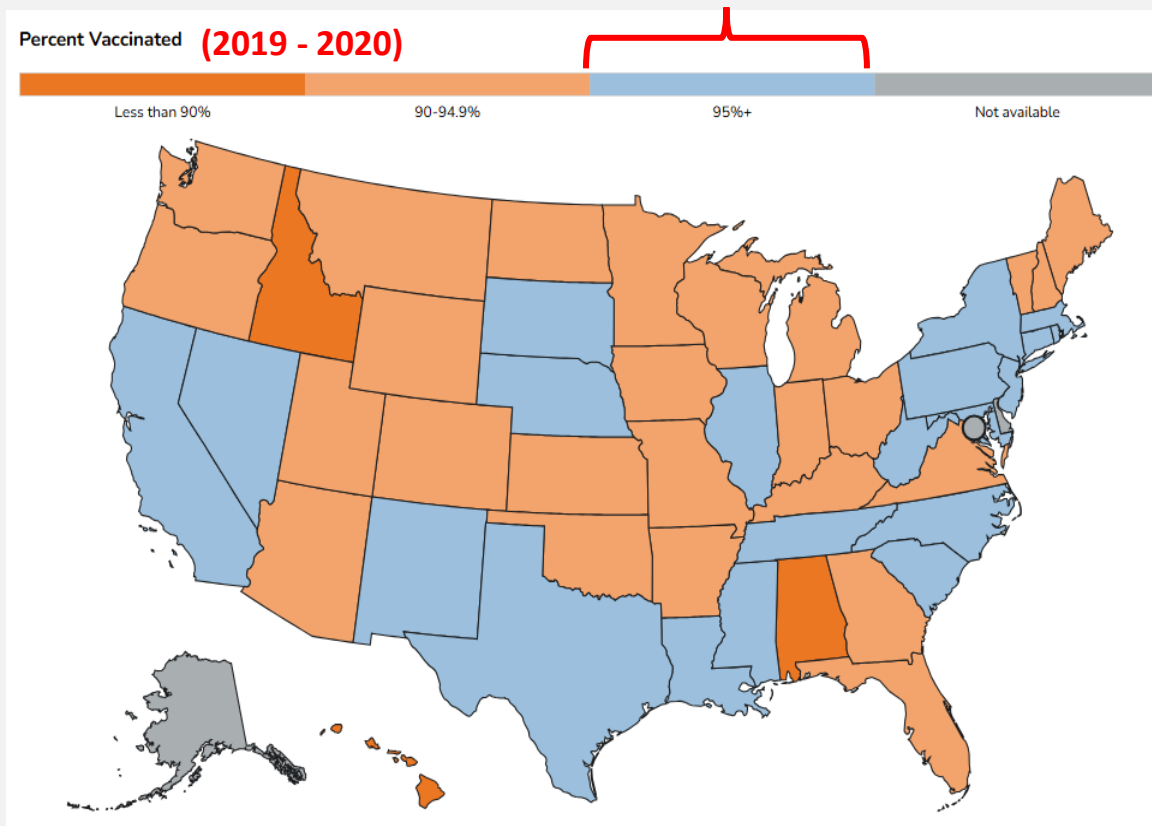 Percent Vaccinated (2019 - 2020)
Less than 90% 90-94.9% 95%+ Not available